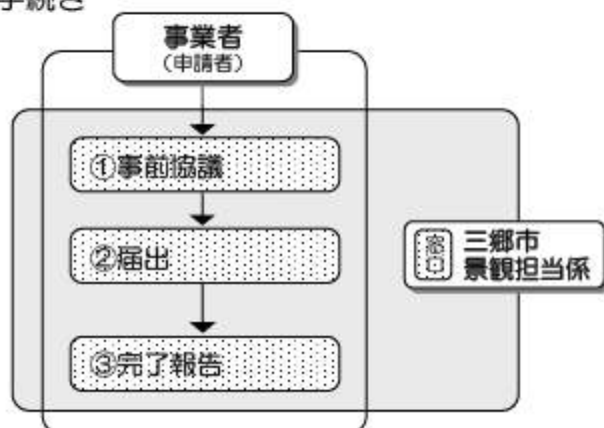 手続き
事業者
（申請者）
①事前協議
②届出
③完了報告
窓口
三郷市
景観担当係